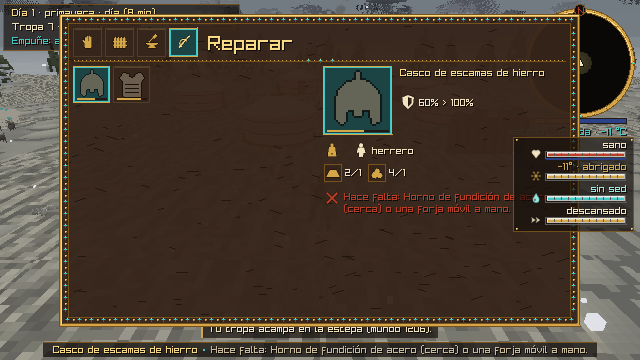 Día 1 · primavera · día (8 min)
Tropa 7
Empuñe: a
N
Reparar
Casco de escamas de hierro
60% > 100%
herrero
2/1
4/1
Hace falta: Horno de fundición de acero
(cerca) o una forja móvil a mano.
-11 °C
sano
-11° · abrigado
sin sed
descansado
Tu tropa acampa en la estepa (mundo 1206).
Casco de escamas de hierro · Hace falta: Horno de fundición de acero (cerca) o una forja móvil a mano.